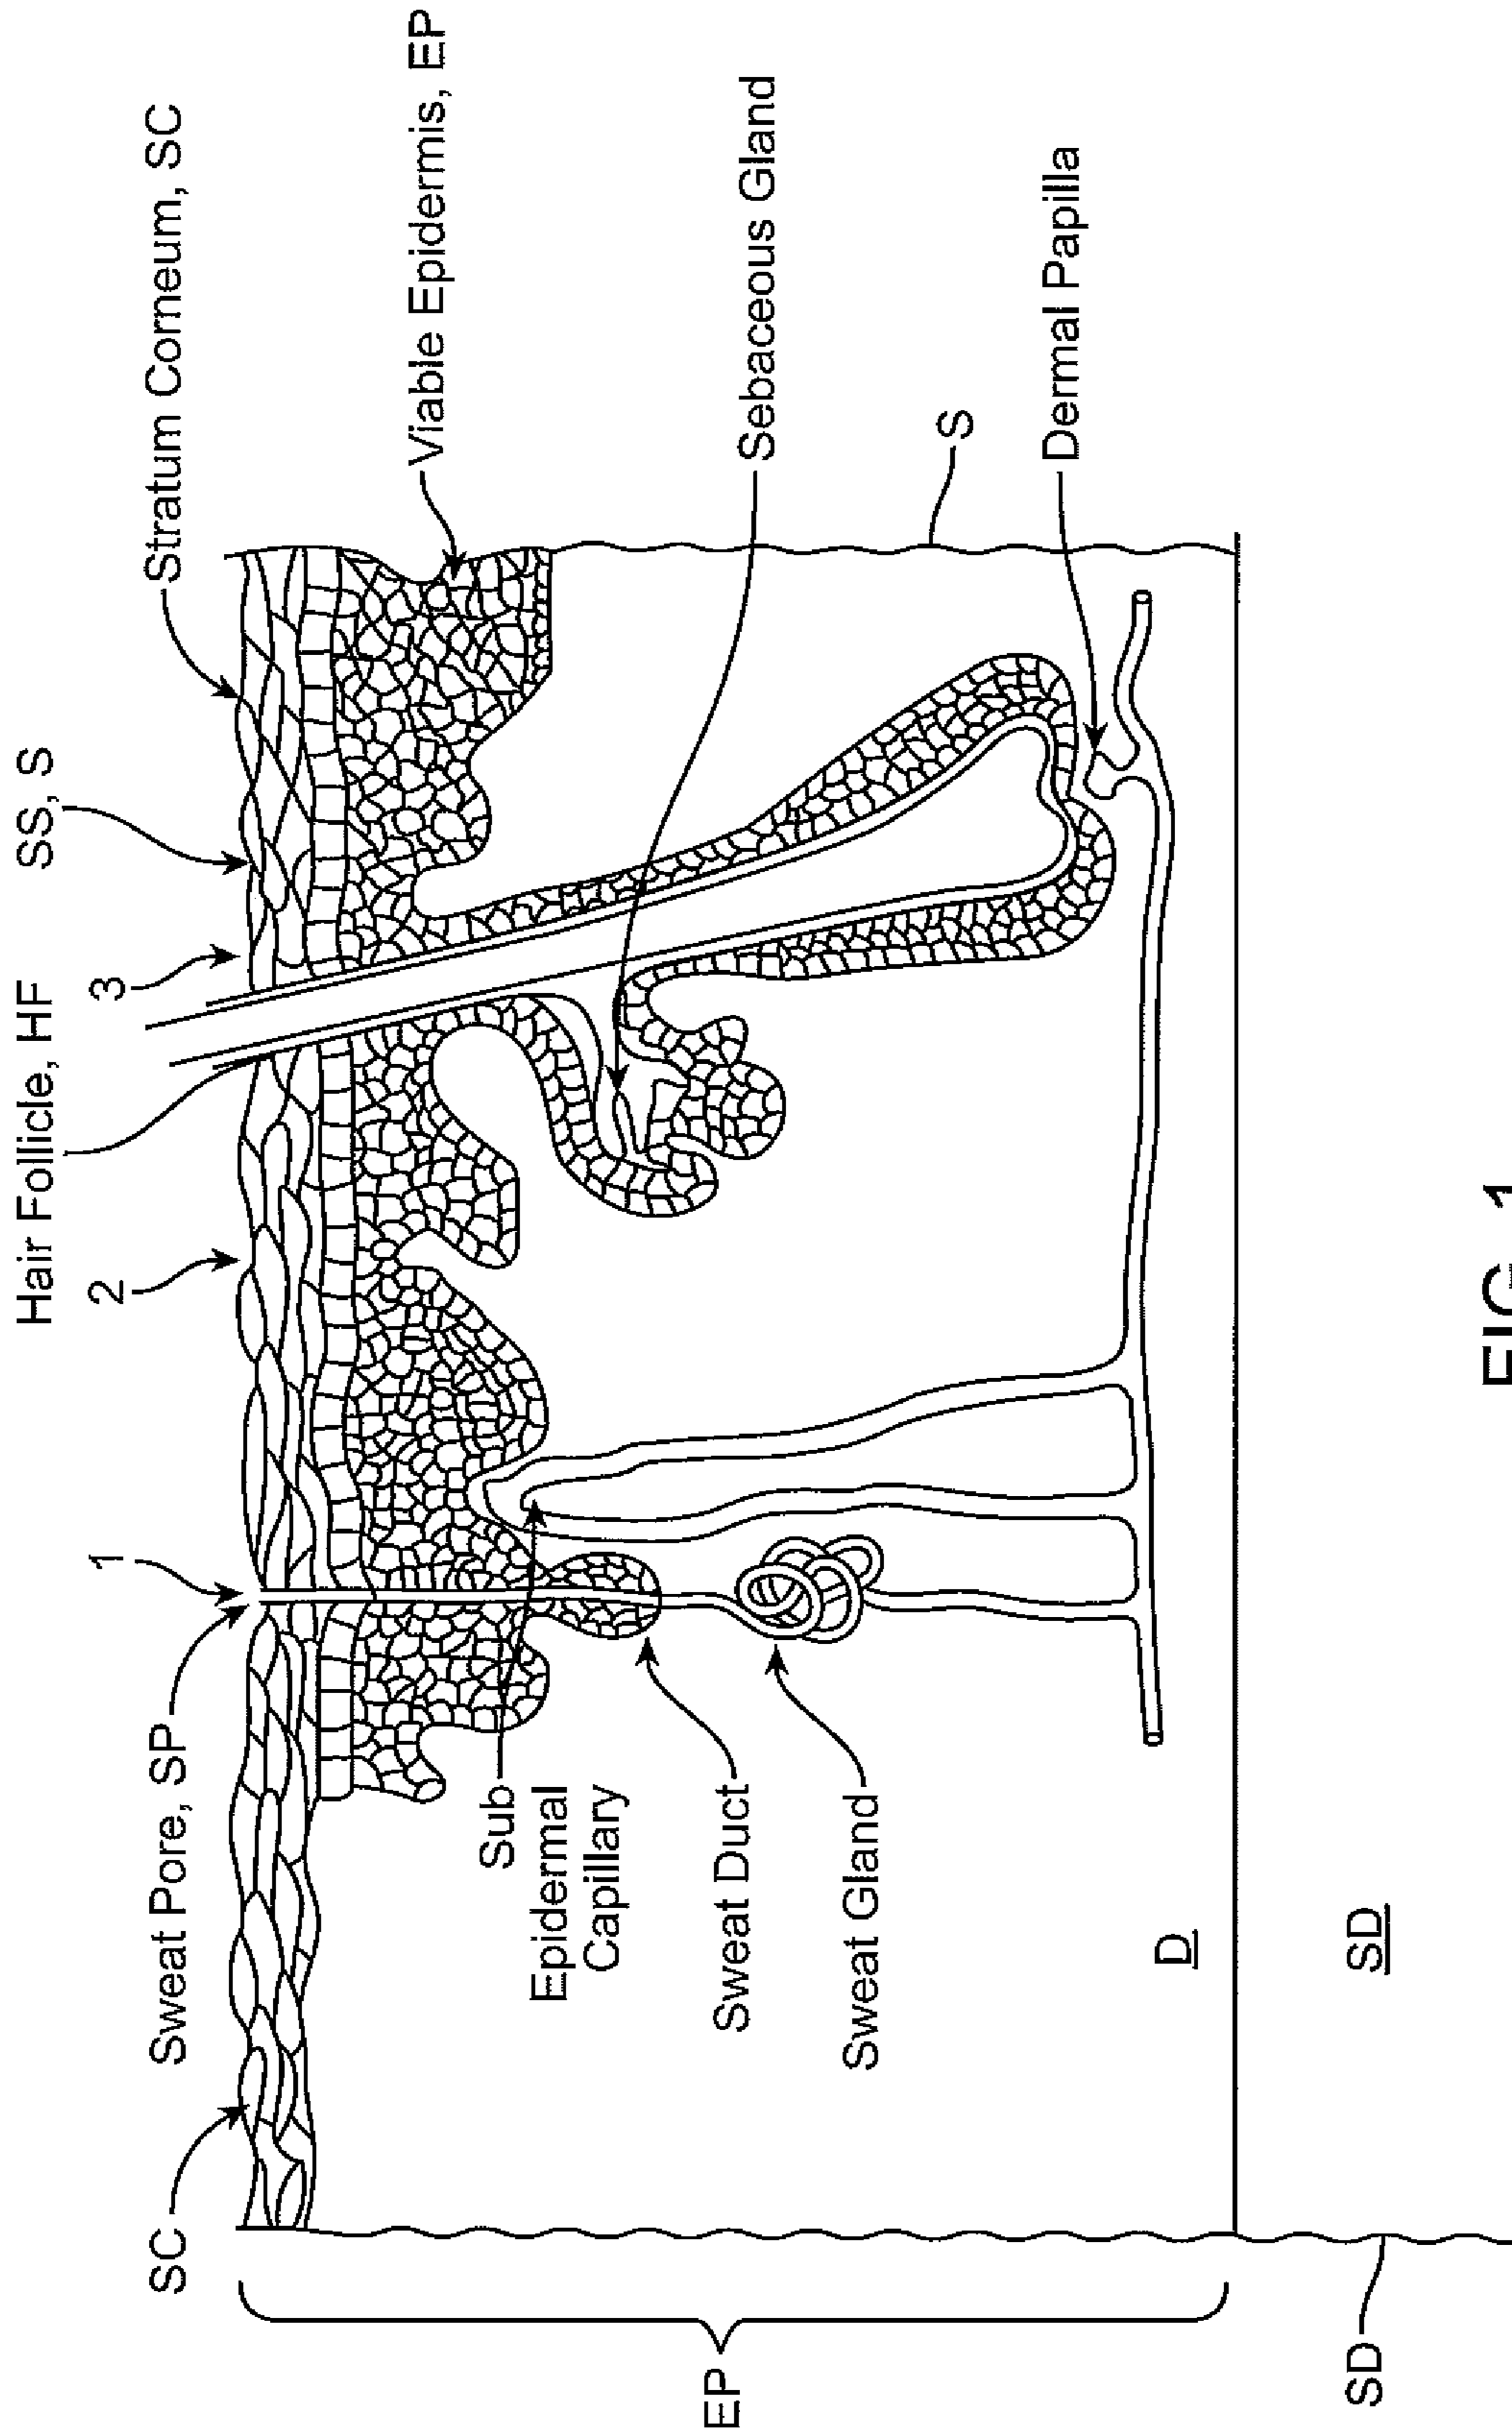 Hair Follicle, HF
SS, S
2
3
1
SC
Sweat Pore, SP
Stratum Corneum, SC
Viable Epidermis, EP
Sub
Epidermal
Capillary
Sweat Duct
Sebaceous Gland
EP
Sweat Gland
S
Dermal Papilla
D
SD
SD
FIG. 1